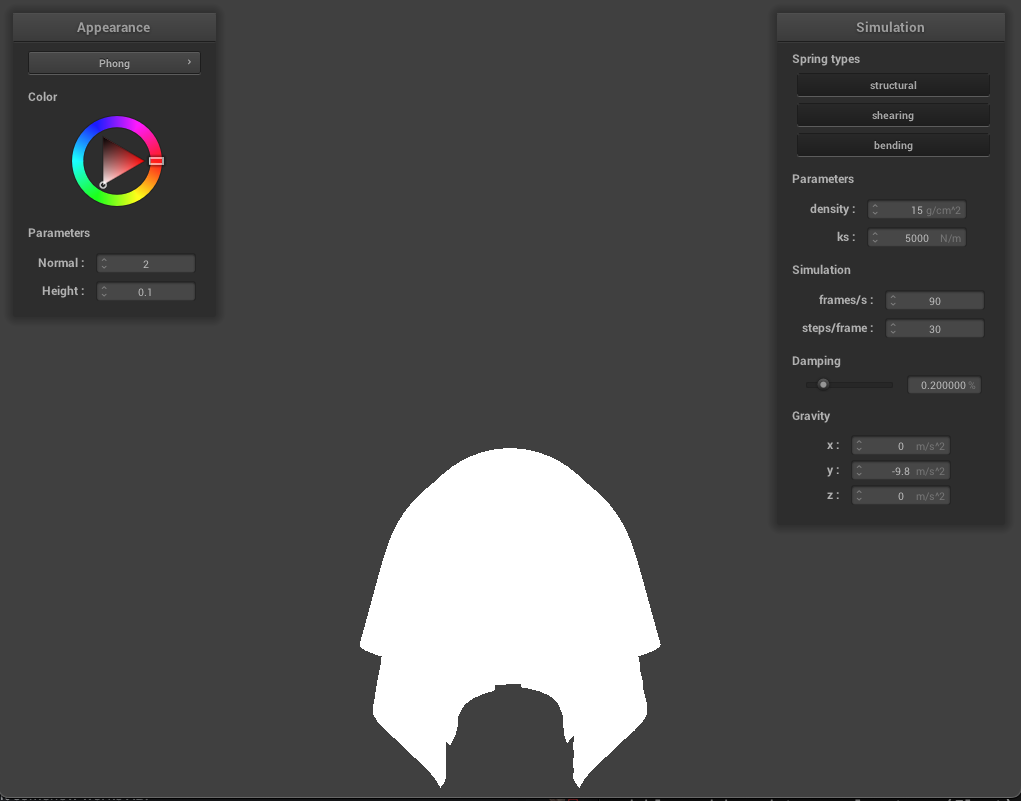 Appearance
Phong
Color
Parameters
Normal : 2
Height : 0.1
Simulation
Spring types
structural
shearing
bending
Parameters
density : 15 g/cm^2
ks : 5000 N/m
Simulation
frames/s : 90
steps/frame : 30
Damping
0.200000 %
Gravity
x : 0 m/s^2
y : -9.8 m/s^2
z : 0 m/s^2